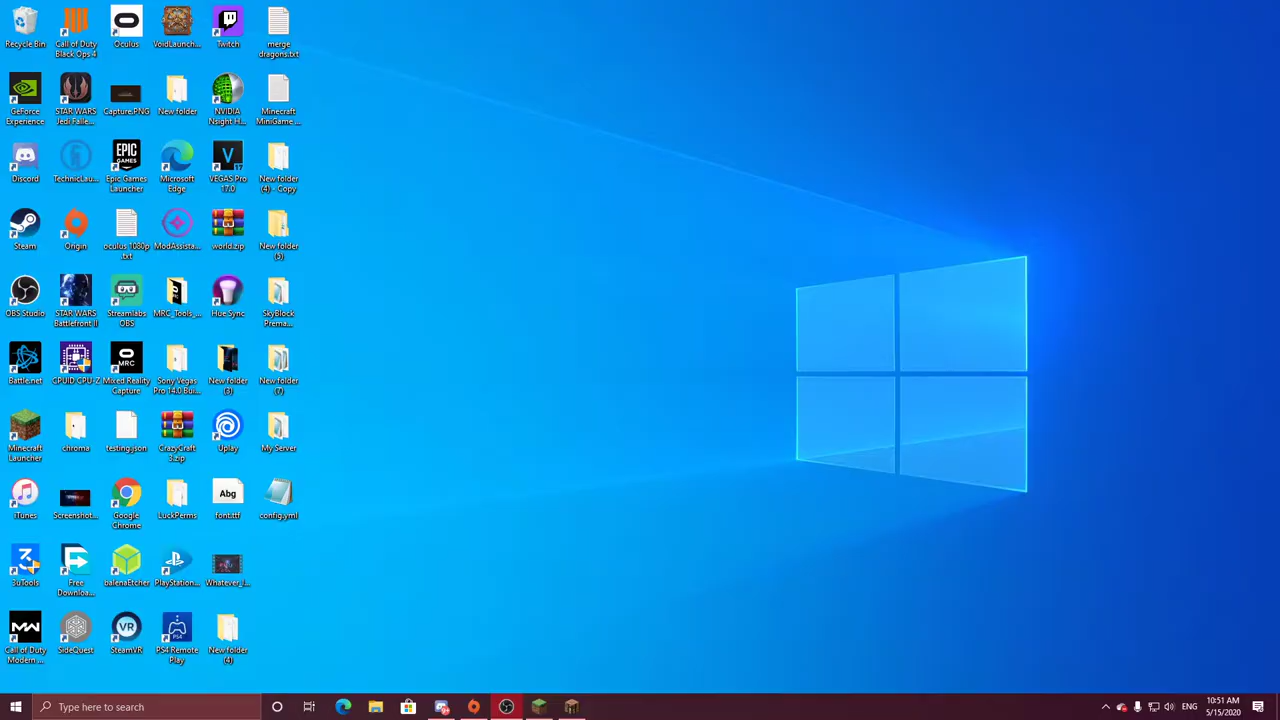 Recycle Bin
Call of Duty
Black Ops 4
Oculus
VoidLaunch...
Twitch
merge
dragons.txt
GeForce
Experience
STAR WARS
Jedi Falle...
Capture.PNG
New folder
NVIDIA
Nsight H...
Minecraft
MiniGame ...
Discord
TechnicLau...
EPIC
GAMES
Epic Games
Launcher
Microsoft
Edge
VEGAS Pro
17.0
New folder
(4) - Copy
Steam
Origin
oculus 1080p
.txt
ModAssista...
world.zip
New folder
(5)
OBS Studio
STAR WARS
Battlefront II
Streamlabs
OBS
MRC_Tools_...
Hue Sync
SkyBlock
Prema...
Battle.net
CPUID CPU-Z
MRC
Mixed Reality
Capture
Sony Vegas
Pro 14.0 Bui...
New folder
(3)
New folder
(7)
Minecraft
Launcher
chroma
testing.json
CrazyCraft
3.zip
Uplay
My Server
iTunes
Screenshot...
Google
Chrome
LuckPerms
Abg
font.ttf
config.yml
3uTools
Free
Downloa...
balenaEtcher
PlayStation...
Whatever_/...
MW
Call of Duty
Modern ...
SideQuest
VR
SteamVR
PS4
PS4 Remote
Play
New folder
(4)
Type here to search
ENG
10:51 AM
5/15/2020